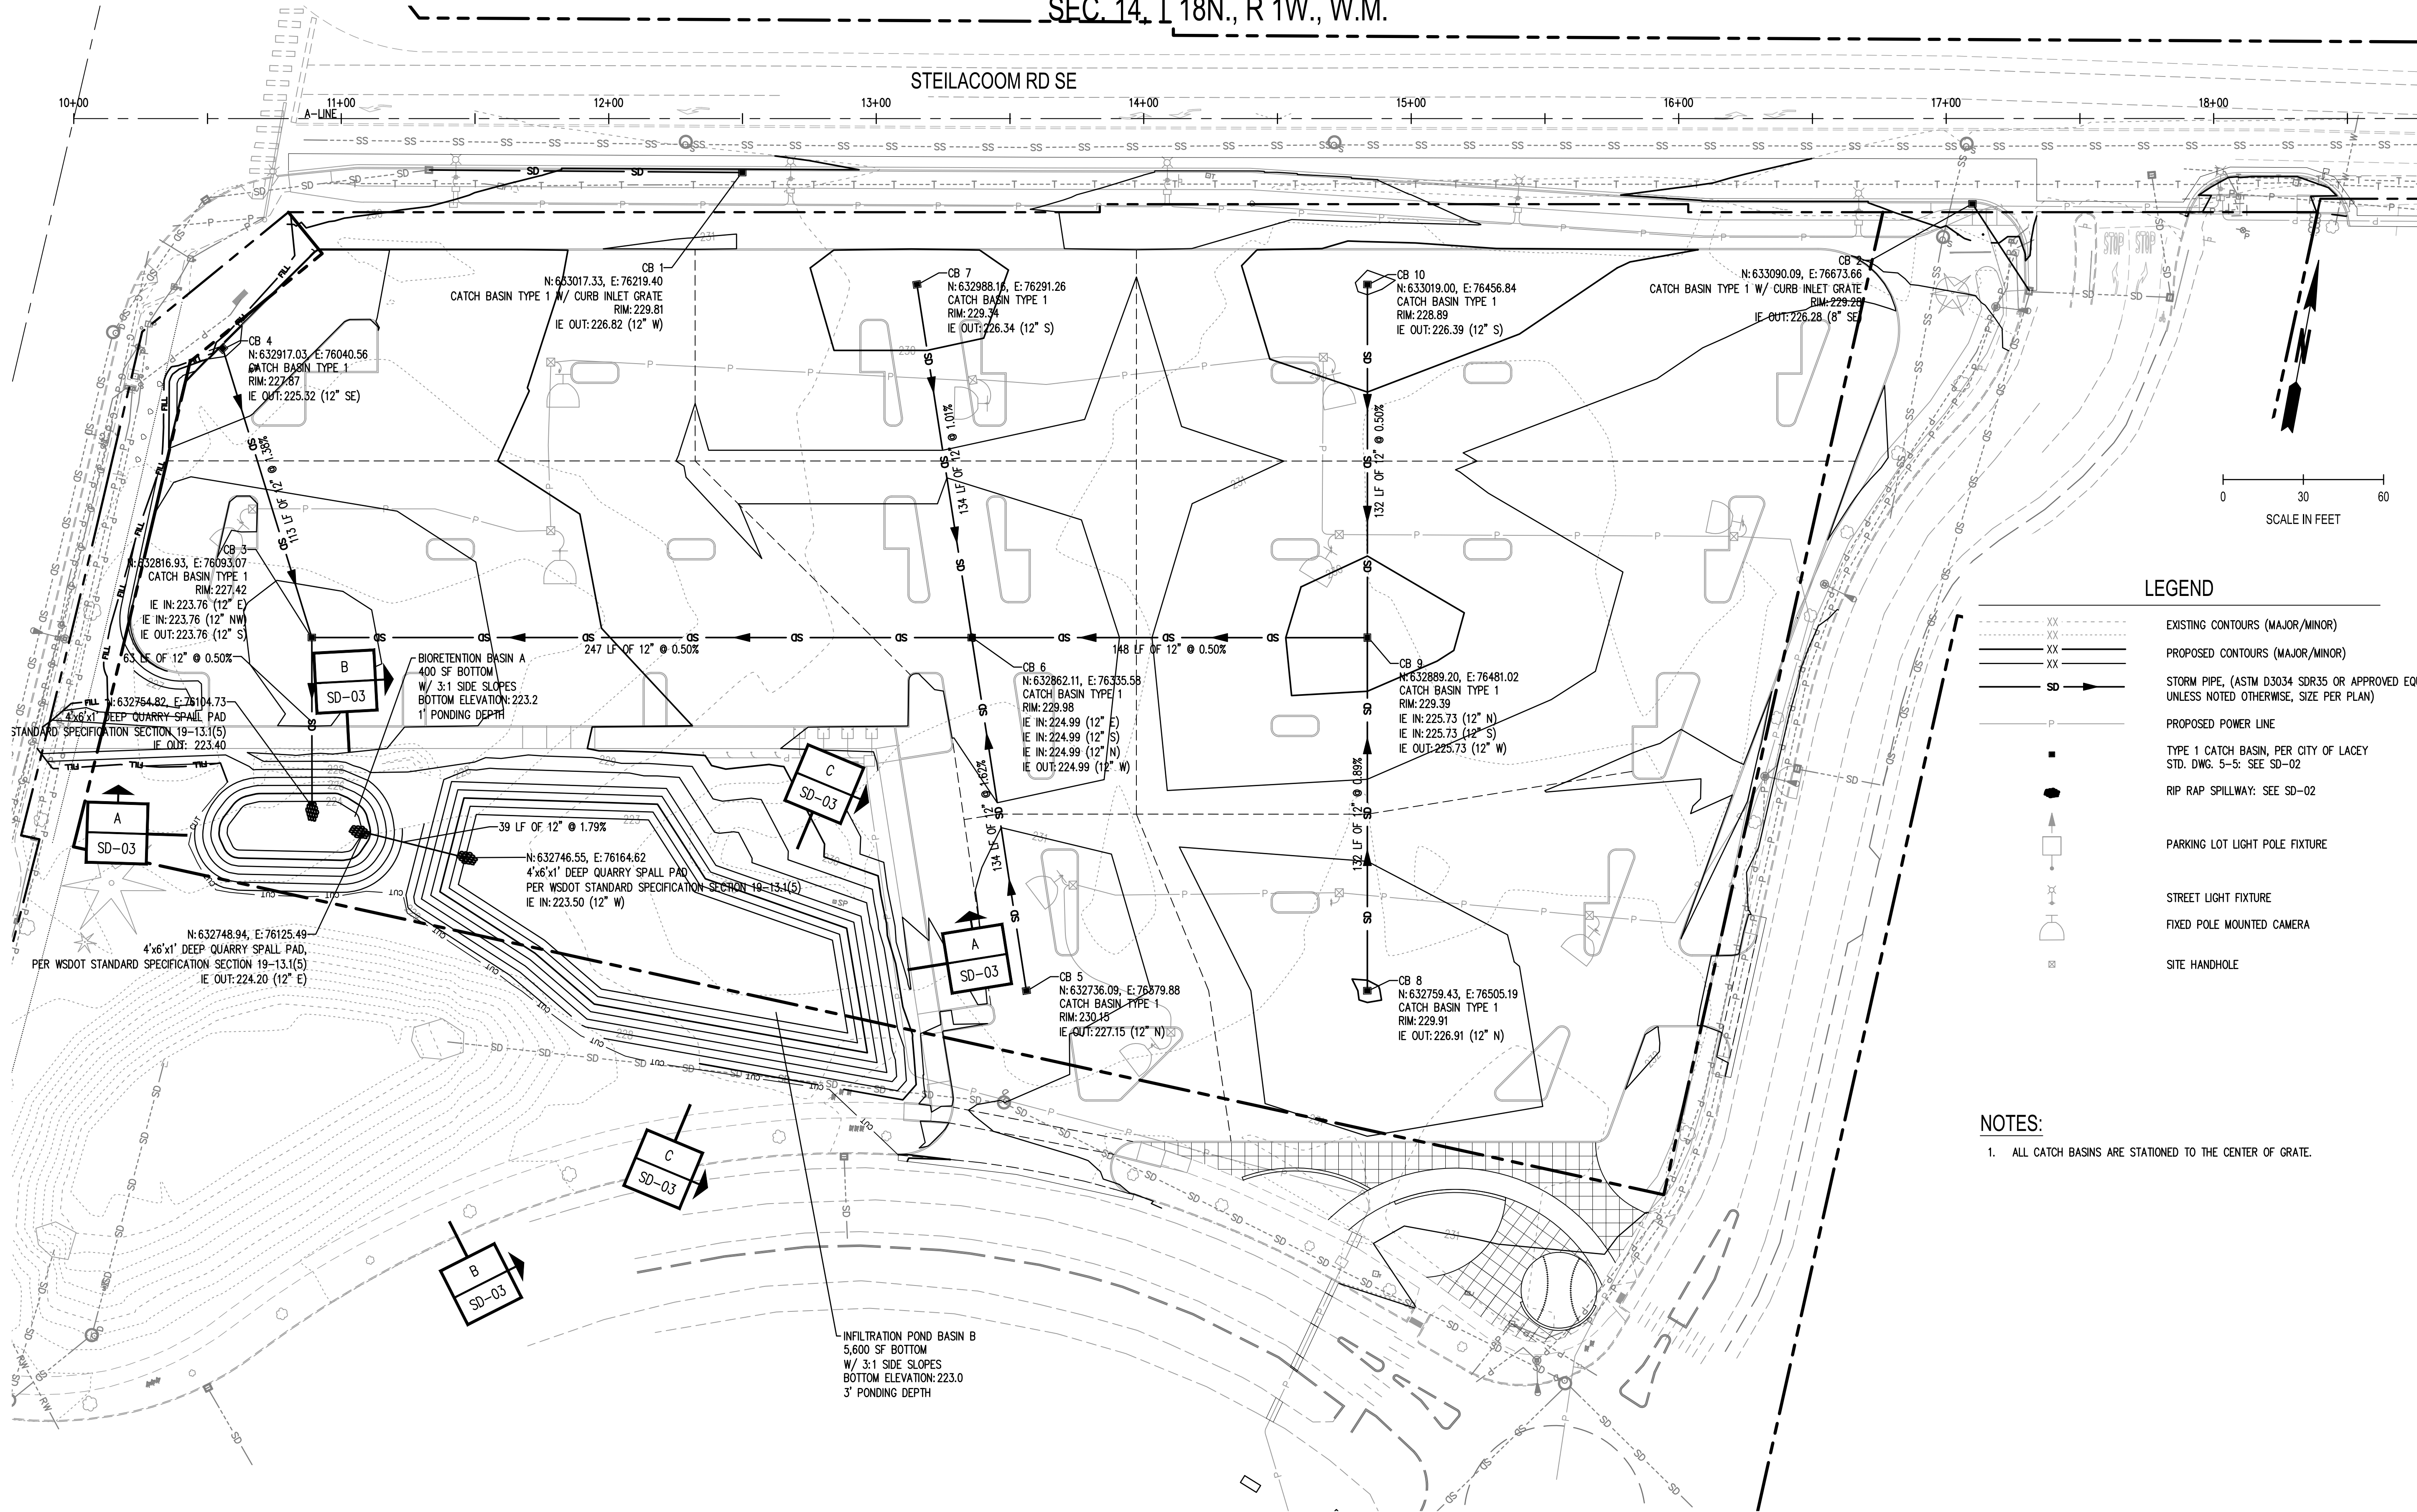 SEC. 14, T 18N., R 1W., W.M.
STEILACOOM RD SE
10+00
11+00
12+00
13+00
14+00
15+00
16+00
17+00
18+00
A-LINE
CB 1
N:633017.33, E:76219.40
CATCH BASIN TYPE 1 W/ CURB INLET GRATE
RIM:229.81
IE OUT:226.82 (12" W)
CB 7
N:632988.16, E:76291.26
CATCH BASIN TYPE 1
RIM:229.34
IE OUT:226.34 (12" S)
CB 10
N:633019.00, E:76456.84
CATCH BASIN TYPE 1
RIM:228.89
IE OUT:226.39 (12" S)
CB 2
N:633090.09, E:76673.66
CATCH BASIN TYPE 1 W/ CURB INLET GRATE
RIM:229.28
IE OUT:226.28 (8" SE)
CB 4
N:632917.03, E:76040.56
CATCH BASIN TYPE 1
RIM:227.87
IE OUT:225.32 (12" SE)
113 LF OF 12" @ 1.38%
134 LF OF 12" @ 1.01%
132 LF OF 12" @ 0.50%
0 30 60
SCALE IN FEET
CB 3
N:632816.93, E:76093.07
CATCH BASIN TYPE 1
RIM:227.42
IE IN:223.76 (12" E)
IE IN:223.76 (12" NW)
IE OUT:223.76 (12" S)
63 LF OF 12" @ 0.50%
247 LF OF 12" @ 0.50%
148 LF OF 12" @ 0.50%
B
SD-03
BIORETENTION BASIN A
400 SF BOTTOM
W/ 3:1 SIDE SLOPES
BOTTOM ELEVATION:223.2
1' PONDING DEPTH
N:632754.82, E:76104.73
4'x6'x1' DEEP QUARRY SPALL PAD
STANDARD SPECIFICATION SECTION 19-13.1(5)
IE OUT: 223.40
CB 6
N:632862.11, E:76335.58
CATCH BASIN TYPE 1
RIM:229.98
IE IN:224.99 (12" E)
IE IN:224.99 (12" S)
IE IN:224.99 (12" N)
IE OUT:224.99 (12" W)
CB 9
N:632889.20, E:76481.02
CATCH BASIN TYPE 1
RIM:229.39
IE IN:225.73 (12" N)
IE IN:225.73 (12" S)
IE OUT:225.73 (12" W)
LEGEND
XX
XX
EXISTING CONTOURS (MAJOR/MINOR)
XX
XX
PROPOSED CONTOURS (MAJOR/MINOR)
SD
STORM PIPE, (ASTM D3034 SDR35 OR APPROVED
UNLESS NOTED OTHERWISE, SIZE PER PLAN)
P
PROPOSED POWER LINE
TYPE 1 CATCH BASIN, PER CITY OF LACEY
STD. DWG. 5-5: SEE SD-02
RIP RAP SPILLWAY: SEE SD-02
PARKING LOT LIGHT POLE FIXTURE
STREET LIGHT FIXTURE
FIXED POLE MOUNTED CAMERA
SITE HANDHOLE
C
SD-03
A
SD-03
39 LF OF 12" @ 1.79%
N:632746.55, E:76164.62
4'x6'x1' DEEP QUARRY SPALL PAD
PER WSDOT STANDARD SPECIFICATION SECTION 19-13.1(5)
IE IN:223.50 (12" W)
134 LF OF 12" @ 1.62%
132 LF OF 12" @ 0.89%
N:632748.94, E:76125.49
4'x6'x1' DEEP QUARRY SPALL PAD,
PER WSDOT STANDARD SPECIFICATION SECTION 19-13.1(5)
IE OUT:224.20 (12" E)
A
SD-03
CB 5
N:632736.09, E:76379.88
CATCH BASIN TYPE 1
RIM:230.15
IE OUT:227.15 (12" N)
CB 8
N:632759.43, E:76505.19
CATCH BASIN TYPE 1
RIM:229.91
IE OUT:226.91 (12" N)
NOTES:
1. ALL CATCH BASINS ARE STATIONED TO THE CENTER OF GRATE.
C
SD-03
B
SD-03
INFILTRATION POND BASIN B
5,600 SF BOTTOM
W/ 3:1 SIDE SLOPES
BOTTOM ELEVATION:223.0
3' PONDING DEPTH